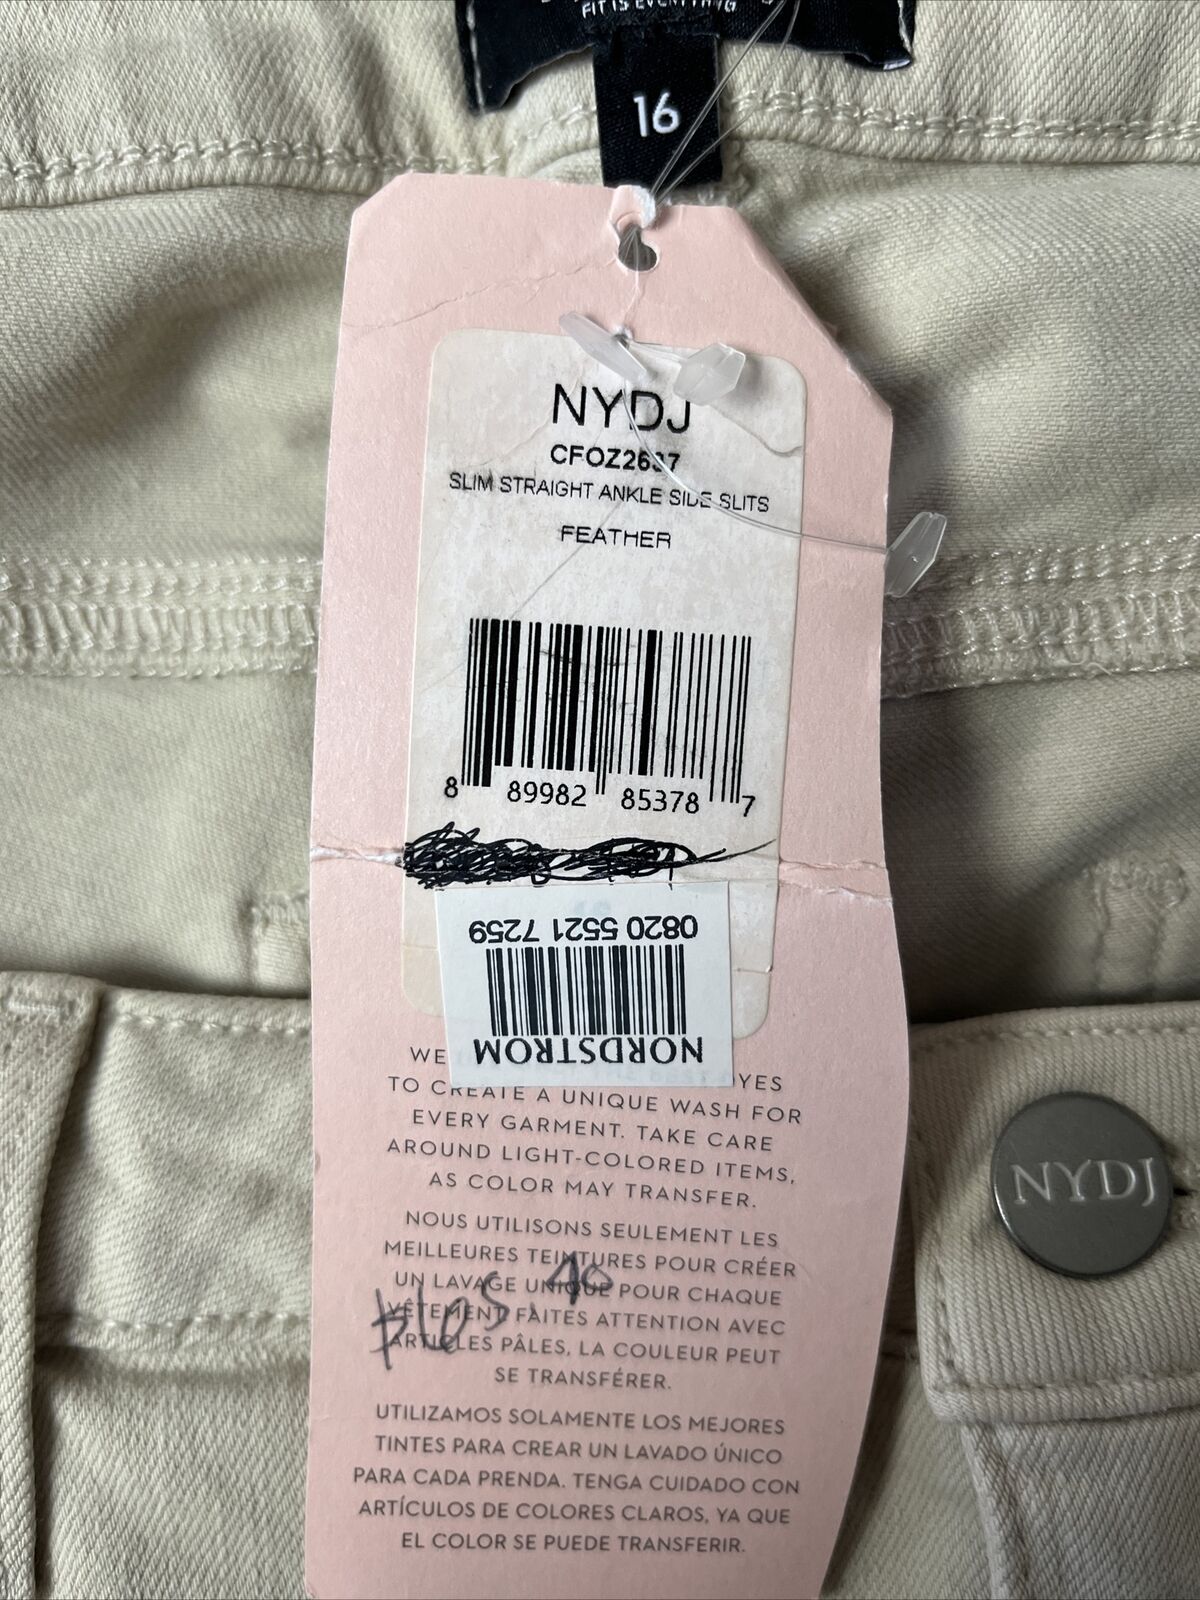 FIT IS EVERYTHING
16
NYDJ
CFOZ2637
SLIM STRAIGHT ANKLE SIDE SLITS
FEATHER
8 89982 85378 7
0820 5521 7259
NORDSTROM
WE DYES
TO CREATE A UNIQUE WASH FOR
EVERY GARMENT. TAKE CARE
AROUND LIGHT-COLORED ITEMS,
AS COLOR MAY TRANSFER.
NOUS UTILISONS SEULEMENT LES
MEILLEURES TEINTURES POUR CRÉER
UN LAVAGE UNIQUE POUR CHAQUE
VÊTEMENT. FAITES ATTENTION AVEC
ARTICLES PÂLES, LA COULEUR PEUT
SE TRANSFÉRER.
UTILIZAMOS SOLAMENTE LOS MEJORES
TINTES PARA CREAR UN LAVADO ÚNICO
PARA CADA PRENDA. TENGA CUIDADO CON
ARTÍCULOS DE COLORES CLAROS, YA QUE
EL COLOR SE PUEDE TRANSFERIR.
NYDJ